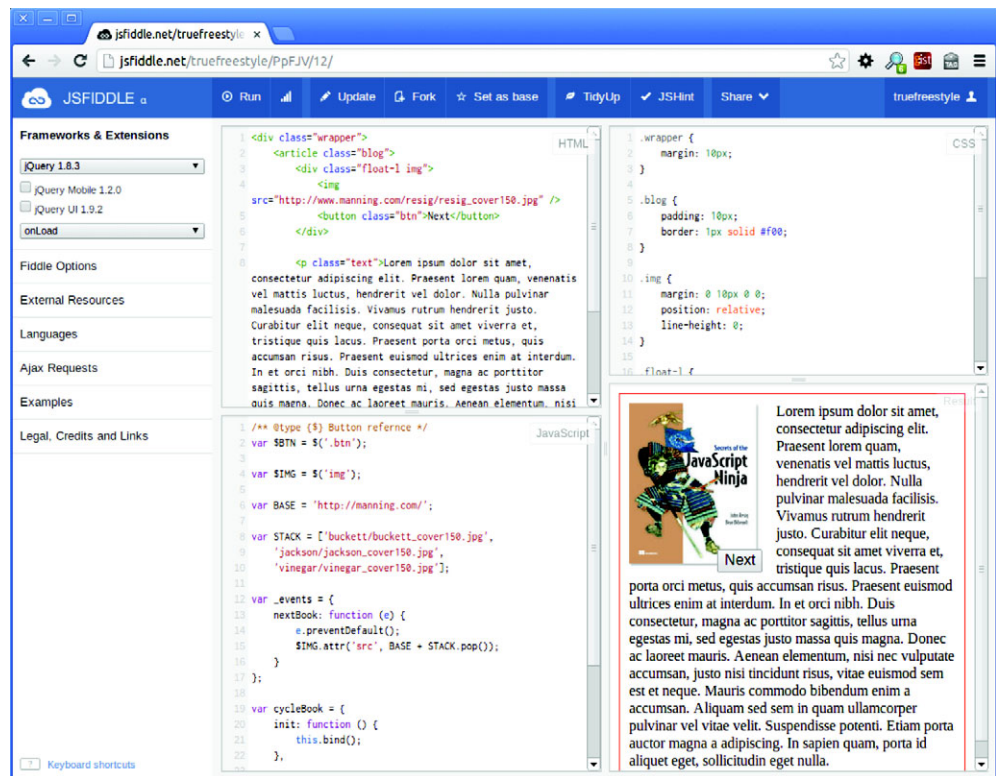 jsfiddle.net/truefreestyle
jsfiddle.net/truefreestyle/PpFJV/12/
JSFIDDLE α
Run
Update
Fork
Set as base
TidyUp
JSHint
Share
truefreestyle
Frameworks & Extensions
jQuery 1.8.3
jQuery Mobile 1.2.0
jQuery UI 1.9.2
onLoad
Fiddle Options
External Resources
Languages
Ajax Requests
Examples
Legal, Credits and Links
? Keyboard shortcuts
HTML
1 <div class="wrapper">
2 <article class="blog">
3 <div class="float-l img">
4 <img
src="http://www.manning.com/resig/resig_cover150.jpg" />
5 <button class="btn">Next</button>
6 </div>
7
8 <p class="text">Lorem ipsum dolor sit amet,
consectetur adipiscing elit. Praesent lorem quam, venenatis
vel mattis luctus, hendrerit vel dolor. Nulla pulvinar
malesuada facilisis. Vivamus rutrum hendrerit justo.
Curabitur elit neque, consequat sit amet viverra et,
tristique quis lacus. Praesent porta orci metus, quis
accumsan risus. Praesent euismod ultrices enim at interdum.
In et orci nibh. Duis consectetur, magna ac porttitor
sagittis, tellus urna egestas mi, sed egestas justo massa
quis magna. Donec ac laoreet mauris. Aenean elementum, nisi
CSS
1 .wrapper {
2 margin: 10px;
3 }
4
5 .blog {
6 padding: 10px;
7 border: 1px solid #f00;
8 }
9
10 .img {
11 margin: 0 10px 0 0;
12 position: relative;
13 line-height: 0;
14 }
15
16 .float-l {
JavaScript
1 /** @type {$} Button refernce */
2 var $BTN = $('.btn');
3
4 var $IMG = $('img');
5
6 var BASE = 'http://manning.com/';
7
8 var STACK = ['buckett/buckett_cover150.jpg',
9 'jackson/jackson_cover150.jpg',
10 'vinegar/vinegar_cover150.jpg'];
11
12 var _events = {
13 nextBook: function (e) {
14 e.preventDefault();
15 $IMG.attr('src', BASE + STACK.pop());
16 }
17 };
18
19 var cycleBook = {
20 init: function () {
21 this.bind();
22 },
Result
Secrets of the
JavaScript
Ninja
John Resig
Bear Bibeault
Next
Lorem ipsum dolor sit amet,
consectetur adipiscing elit.
Praesent lorem quam,
venenatis vel mattis luctus,
hendrerit vel dolor. Nulla
pulvinar malesuada facilisis.
Vivamus rutrum hendrerit
justo. Curabitur elit neque,
consequat sit amet viverra et,
tristique quis lacus. Praesent
porta orci metus, quis accumsan risus. Praesent euismod
ultrices enim at interdum. In et orci nibh. Duis
consectetur, magna ac porttitor sagittis, tellus urna
egestas mi, sed egestas justo massa quis magna. Donec
ac laoreet mauris. Aenean elementum, nisi nec vulputate
accumsan, justo nisi tincidunt risus, vitae euismod sem
est et neque. Mauris commodo bibendum enim a
accumsan. Aliquam sed sem in quam ullamcorper
pulvinar vel vitae velit. Suspendisse potenti. Etiam porta
auctor magna a adipiscing. In sapien quam, porta id
aliquet eget, sollicitudin eget nulla.